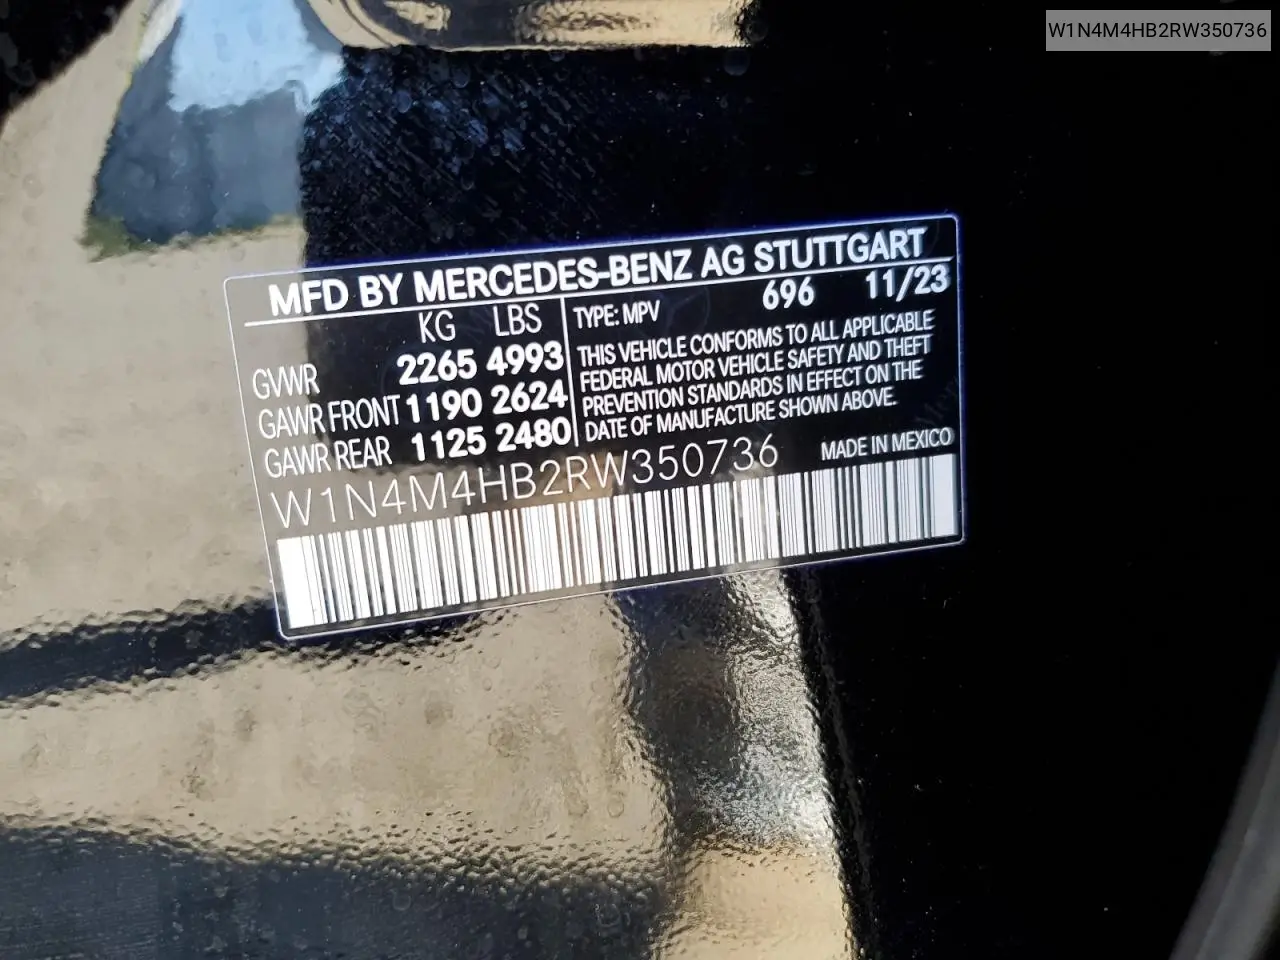 W1N4M4HB2RW350736
MFD BY MERCEDES-BENZ AG STUTTGART
696 11/23
KG LBS
GVWR 2265 4993
GAWR FRONT 1190 2624
GAWR REAR 1125 2480
TYPE: MPV
THIS VEHICLE CONFORMS TO ALL APPLICABLE
FEDERAL MOTOR VEHICLE SAFETY AND THEFT
PREVENTION STANDARDS IN EFFECT ON THE
DATE OF MANUFACTURE SHOWN ABOVE.
W1N4M4HB2RW350736
MADE IN MEXICO